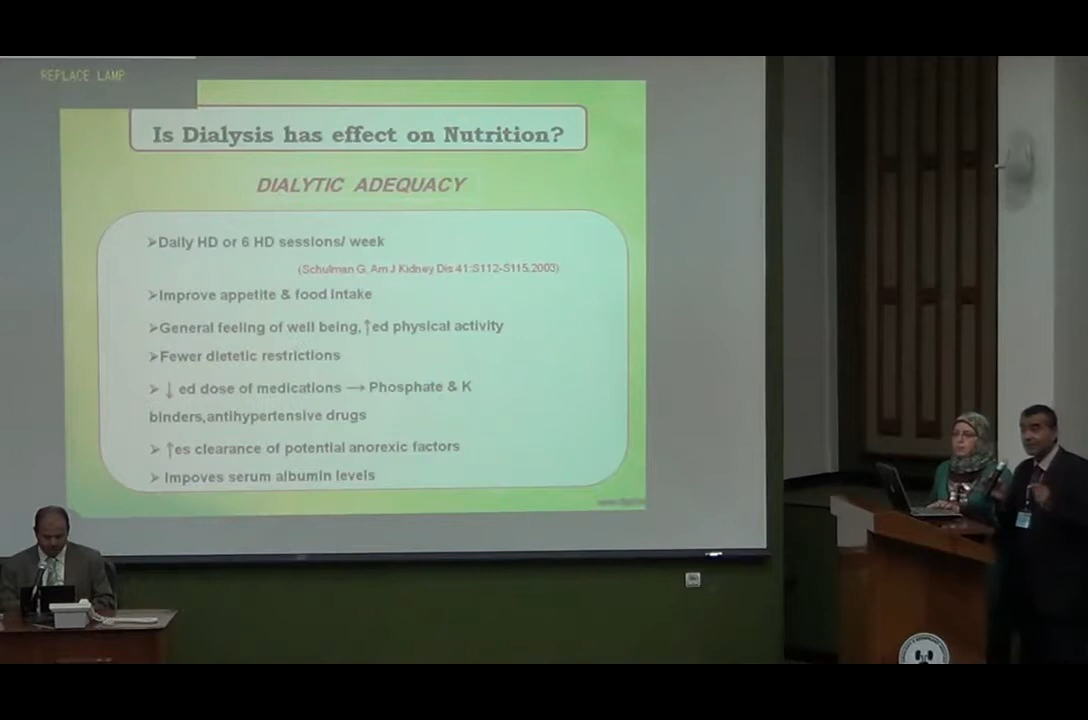 REPLACE LAMP
Is Dialysis has effect on Nutrition?
DIALYTIC ADEQUACY
➢Daily HD or 6 HD sessions/ week
(Schulman G, Am J Kidney Dis 41:S112-S115,2003)
➢Improve appetite & food Intake
➢General feeling of well being,↑ed physical activity
➢Fewer dietetic restrictions
➢ ↓ ed dose of medications → Phosphate & K
binders,antihypertensive drugs
➢ ↑es clearance of potential anorexic factors
➢ Impoves serum albumin levels